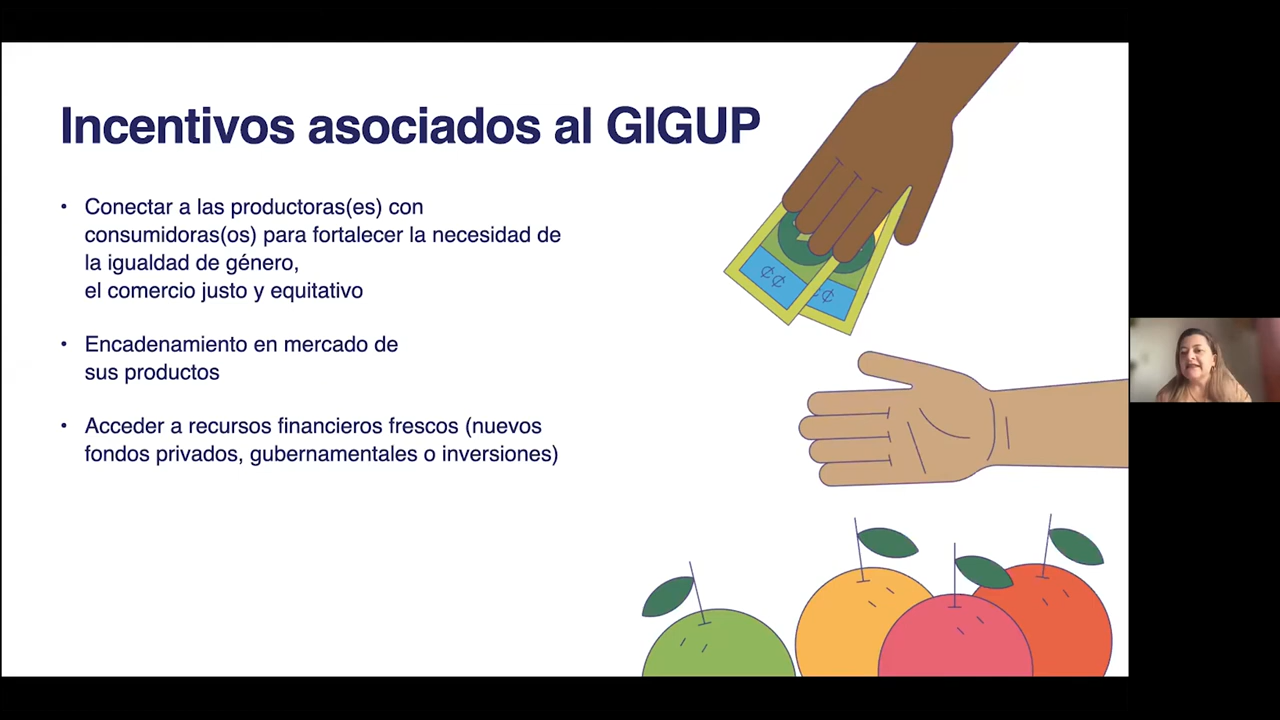 Incentivos asociados al GIGUP
• Conectar a las productoras(es) con
consumidoras(os) para fortalecer la necesidad de
la igualdad de género,
el comercio justo y equitativo
• Encadenamiento en mercado de
sus productos
• Acceder a recursos financieros frescos (nuevos
fondos privados, gubernamentales o inversiones)
₡₡
₡₡